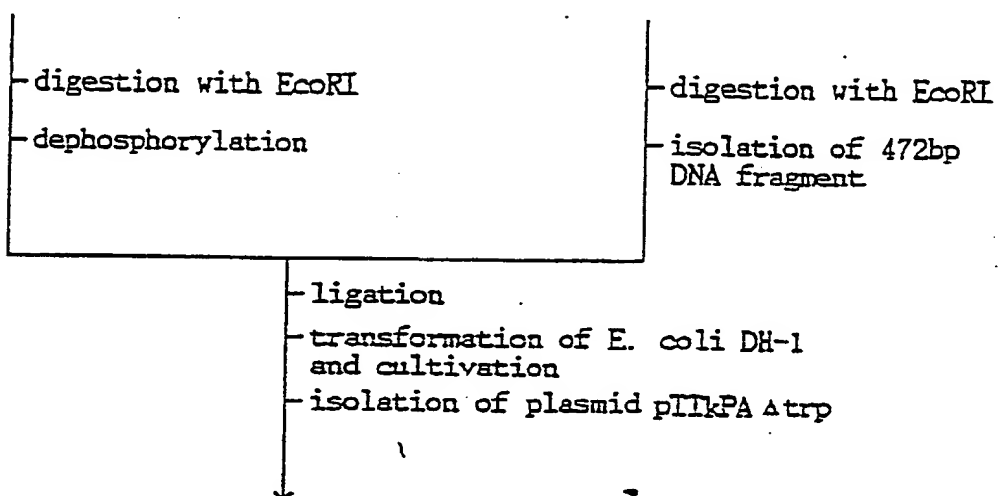 digestion with EcoRI
dephosphorylation
digestion with EcoRI
isolation of 472bp
DNA fragment
ligation
transformation of E. coli DH-1
and cultivation
isolation of plasmid pTTkPA Δtrp